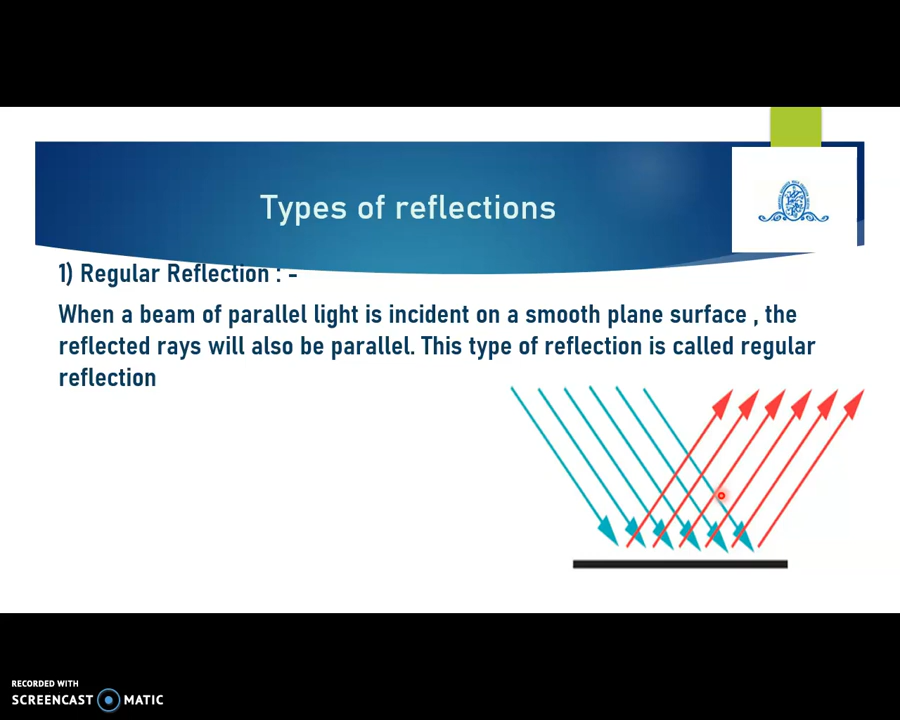 Types of reflections
1) Regular Reflection : -
When a beam of parallel light is incident on a smooth plane surface , the
reflected rays will also be parallel. This type of reflection is called regular
reflection
RECORDED WITH
SCREENCAST MATIC